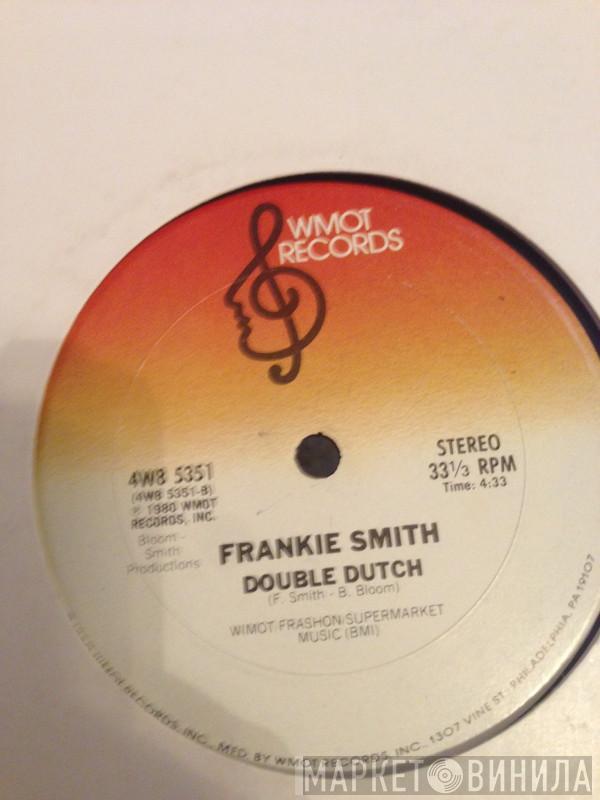 WMOT
RECORDS
4W8 5351
(4W8 5351-B)
℗ 1980 WMOT
RECORDS, INC.
Bloom -
Smith
Productions
STEREO
33⅓ RPM
Time: 4:33
FRANKIE SMITH
DOUBLE DUTCH
(F. Smith - B. Bloom)
WIMOT/FRASHON/SUPERMARKET
MUSIC (BMI)
RECORDS, INC., MFD. BY WMOT RECORDS, INC., 1307 VINE ST., PHILADELPHIA, PA 19107
МАРКЕТ ВИНИЛА